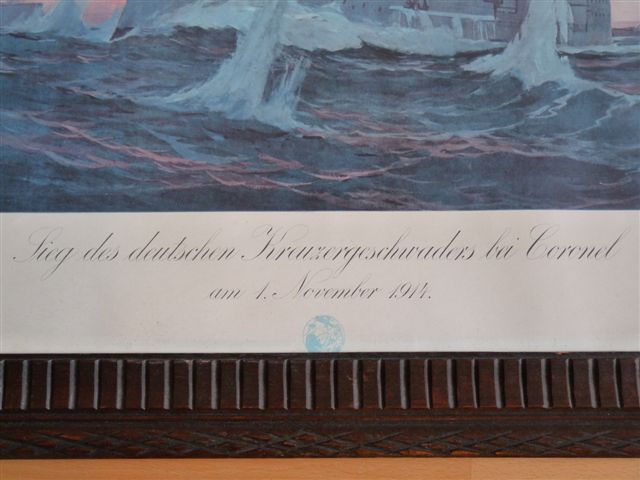 Sieg des deutschen Kreuzergeschwaders bei Coronel
am 1. November 1914.